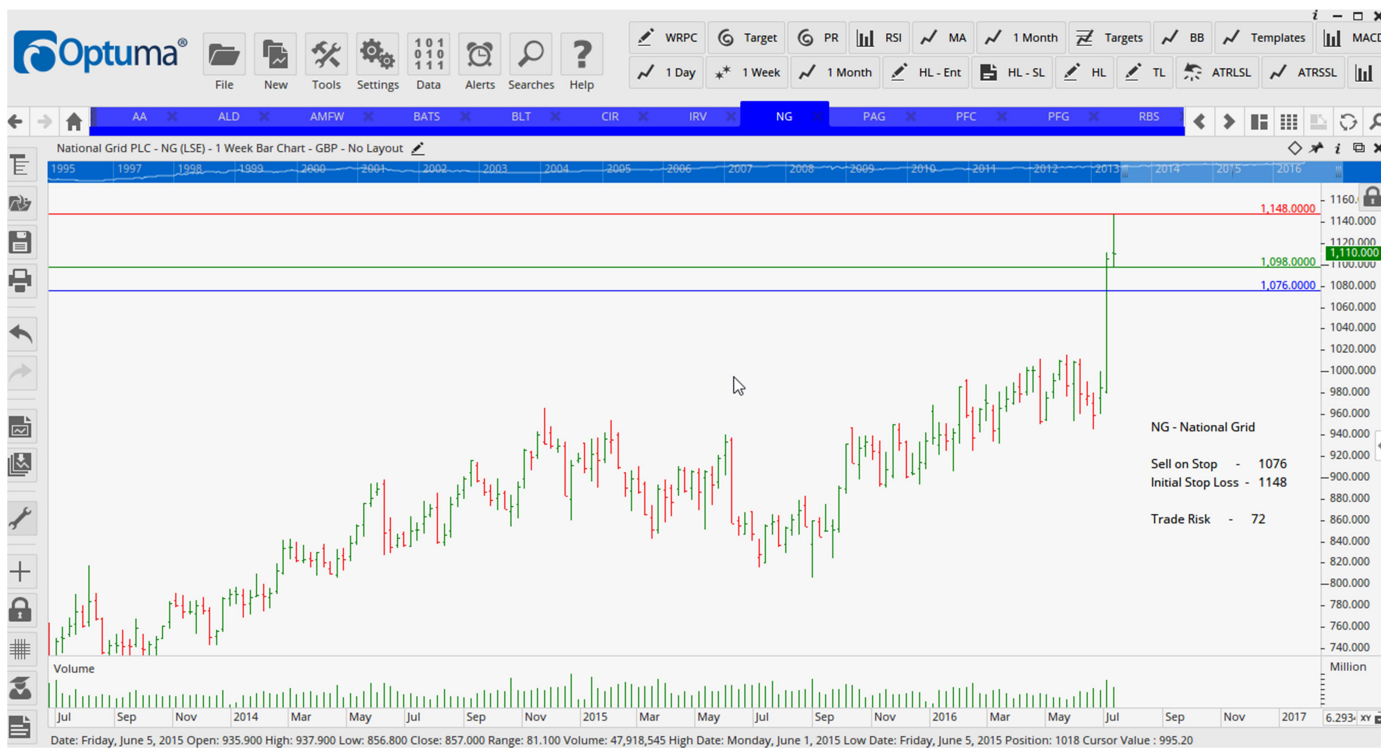 Optuma®
WRPC Target PR RSI MA 1 Month Targets BB Templates MACD
1 Day 1 Week 1 Month HL - Ent HL - SL HL TL ATRLSL ATRSSL
File New Tools Settings Data Alerts Searches Help
AA ALD AMFW BATS BLT CIR IRV NG PAG PFC PFG RBS
National Grid PLC - NG (LSE) - 1 Week Bar Chart - GBP - No Layout
1995 1997 1998 1999 2000 2001 2002 2003 2004 2005 2006 2007 2008 2009 2010 2011 2012 2013 2014 2015 2016
1160.
1,148.0000
1140.000
1120.000
1,110.000
1,098.0000
1100.000
1,076.0000
1080.000
1060.000
1040.000
1020.000
1000.000
980.000
960.000
NG - National Grid
940.000
920.000
Sell on Stop - 1076
900.000
Initial Stop Loss - 1148
880.000
Trade Risk - 72
860.000
840.000
820.000
800.000
780.000
760.000
740.000
Volume
Million
Jul Sep Nov 2014 Mar May Jul Sep Nov 2015 Mar May Jul Sep Nov 2016 Mar May Jul Sep Nov 2017 6.293 XY
Date: Friday, June 5, 2015 Open: 935.900 High: 937.900 Low: 856.800 Close: 857.000 Range: 81.100 Volume: 47,918,545 High Date: Monday, June 1, 2015 Low Date: Friday, June 5, 2015 Position: 1018 Cursor Value : 995.20